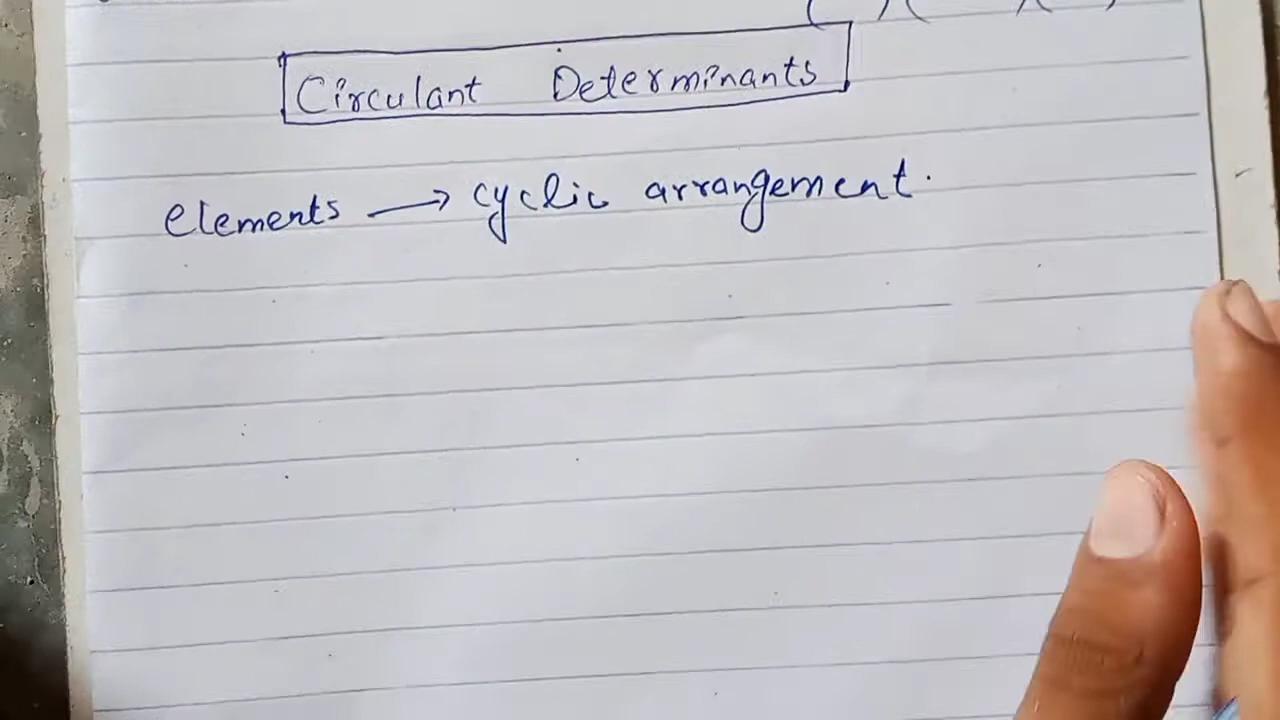 Circulant Determinants
elements → cyclic arrangement.